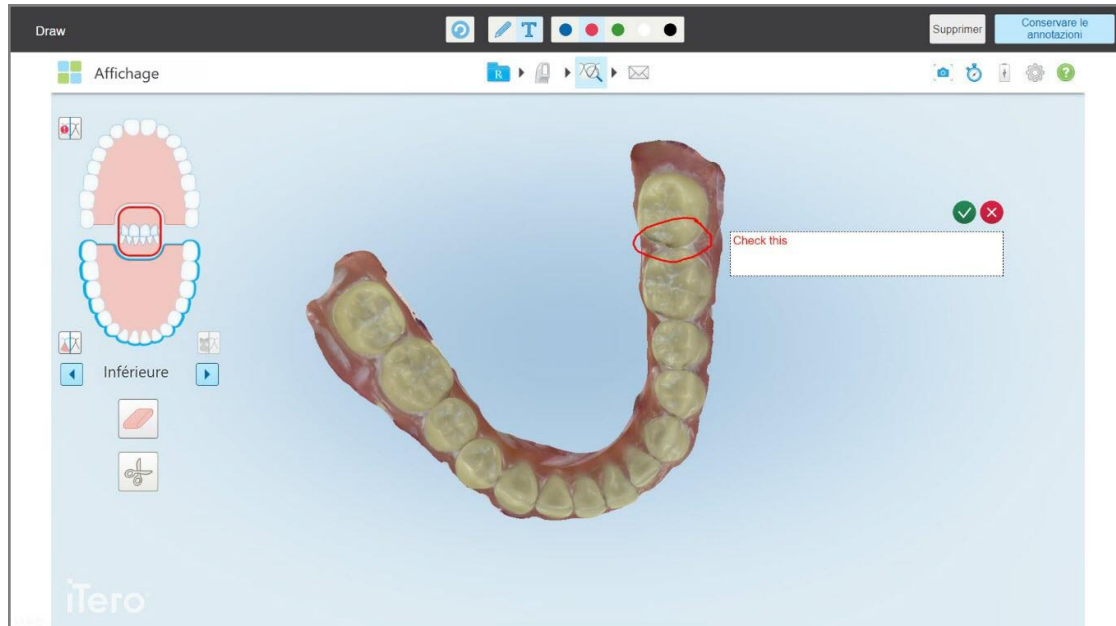 Draw
T
Supprimer
Conservare le
annotazioni
Affichage
R
?
Check this
Inférieure
iTero